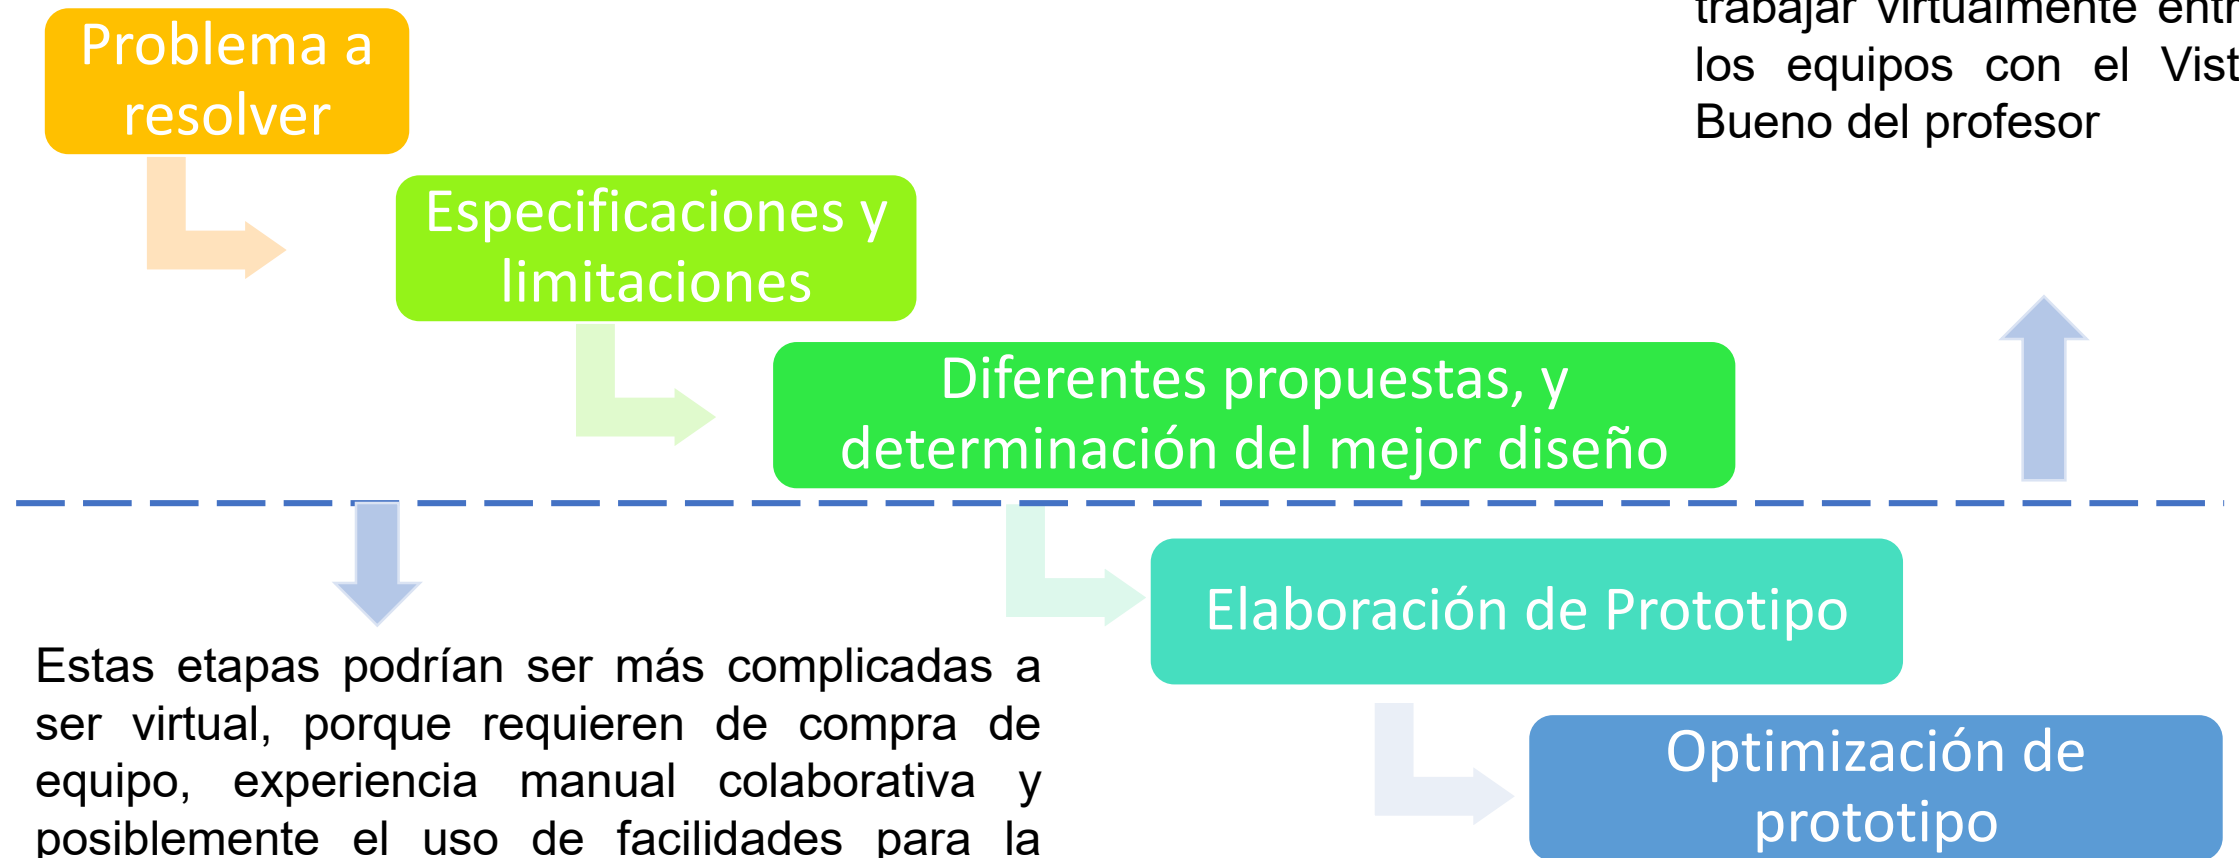 Problema a
resolver
trabajar virtualmente
los equipos con el
Bueno del profesor
Especificaciones y
limitaciones
Diferentes propuestas, y
determinación del mejor diseño
Elaboración de Prototipo
Estas etapas podrían ser más complicadas a
ser virtual, porque requieren de compra de
equipo, experiencia manual colaborativa y
posiblemente el uso de facilidades para la
Optimización de
prototipo